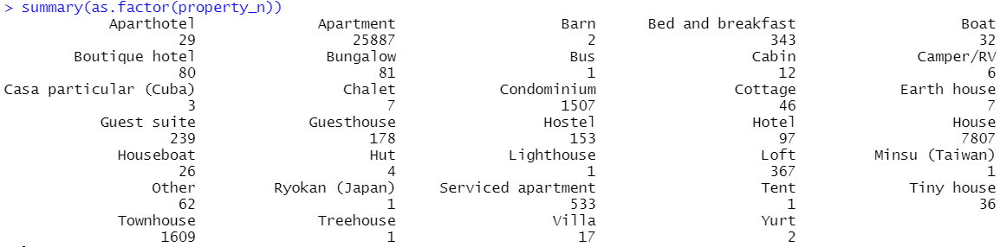 > summary(as.factor(property_n))
Aparthotel Apartment Barn Bed and breakfast Boat
29 25887 2 343 32
Boutique hotel Bungalow Bus Cabin Camper/RV
80 81 1 12 6
Casa particular (Cuba) Chalet Condominium Cottage Earth house
3 7 1507 46 7
Guest suite Guesthouse Hostel Hotel House
239 178 153 97 7807
Houseboat Hut Lighthouse Loft Minsu (Taiwan)
26 4 1 367 1
Other Ryokan (Japan) Serviced apartment Tent Tiny house
62 1 533 1 36
Townhouse Treehouse Villa Yurt
1609 1 17 2